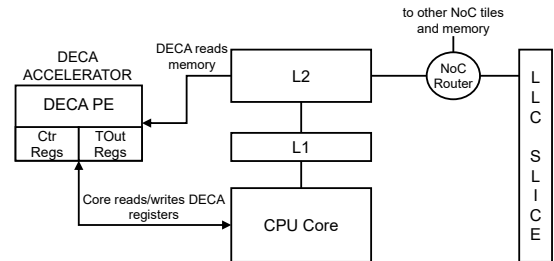 to other NoC tiles
and memory
DECA
ACCELERATOR
DECA reads
memory
L2
NoC
Router
DECA PE
Ctr
Regs
TOut
Regs
L1
Core reads/writes DECA
registers
CPU Core
L
L
C
S
L
I
C
E